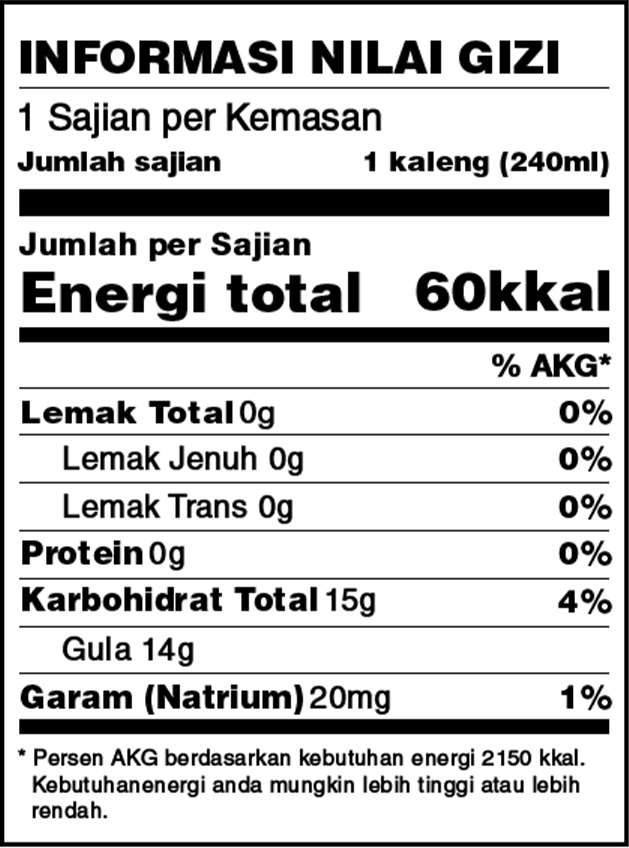 INFORMASI NILAI GIZI
1 Sajian per Kemasan
Jumlah sajian 1 kaleng (240ml)
Jumlah per Sajian
Energi total 60kkal
% AKG*
Lemak Total 0g 0%
Lemak Jenuh 0g 0%
Lemak Trans 0g 0%
Protein 0g 0%
Karbohidrat Total 15g 4%
Gula 14g
Garam (Natrium) 20mg 1%
* Persen AKG berdasarkan kebutuhan energi 2150 kkal.
Kebutuhanenergi anda mungkin lebih tinggi atau lebih
rendah.